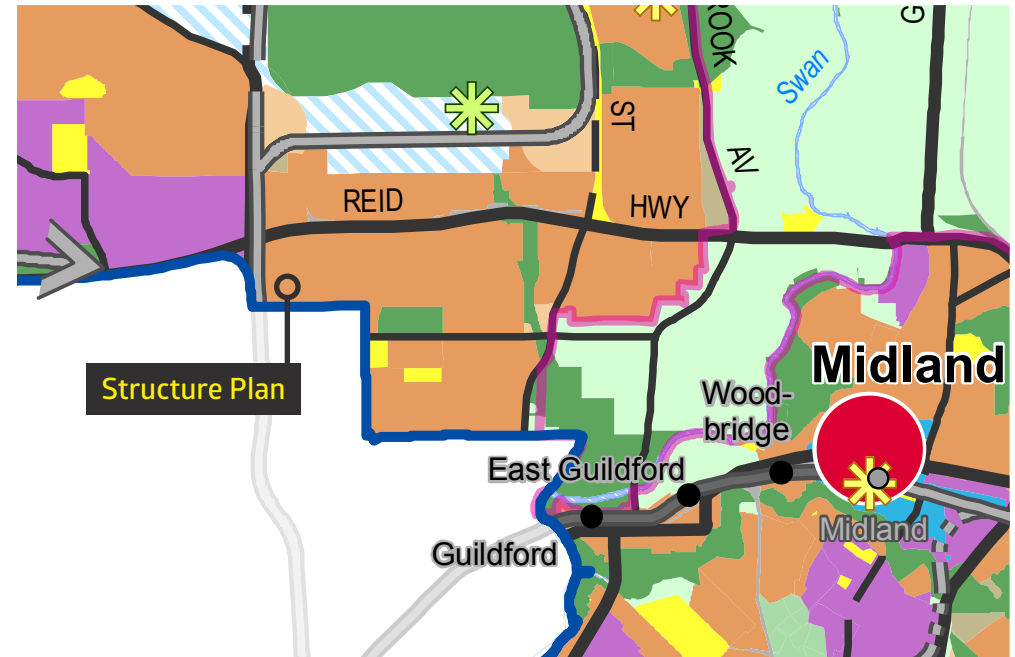 ROOK
G
Swan
ST
AV
REID
HWY
Structure Plan
Midland
Wood-
bridge
East Guildford
Midland
Guildford